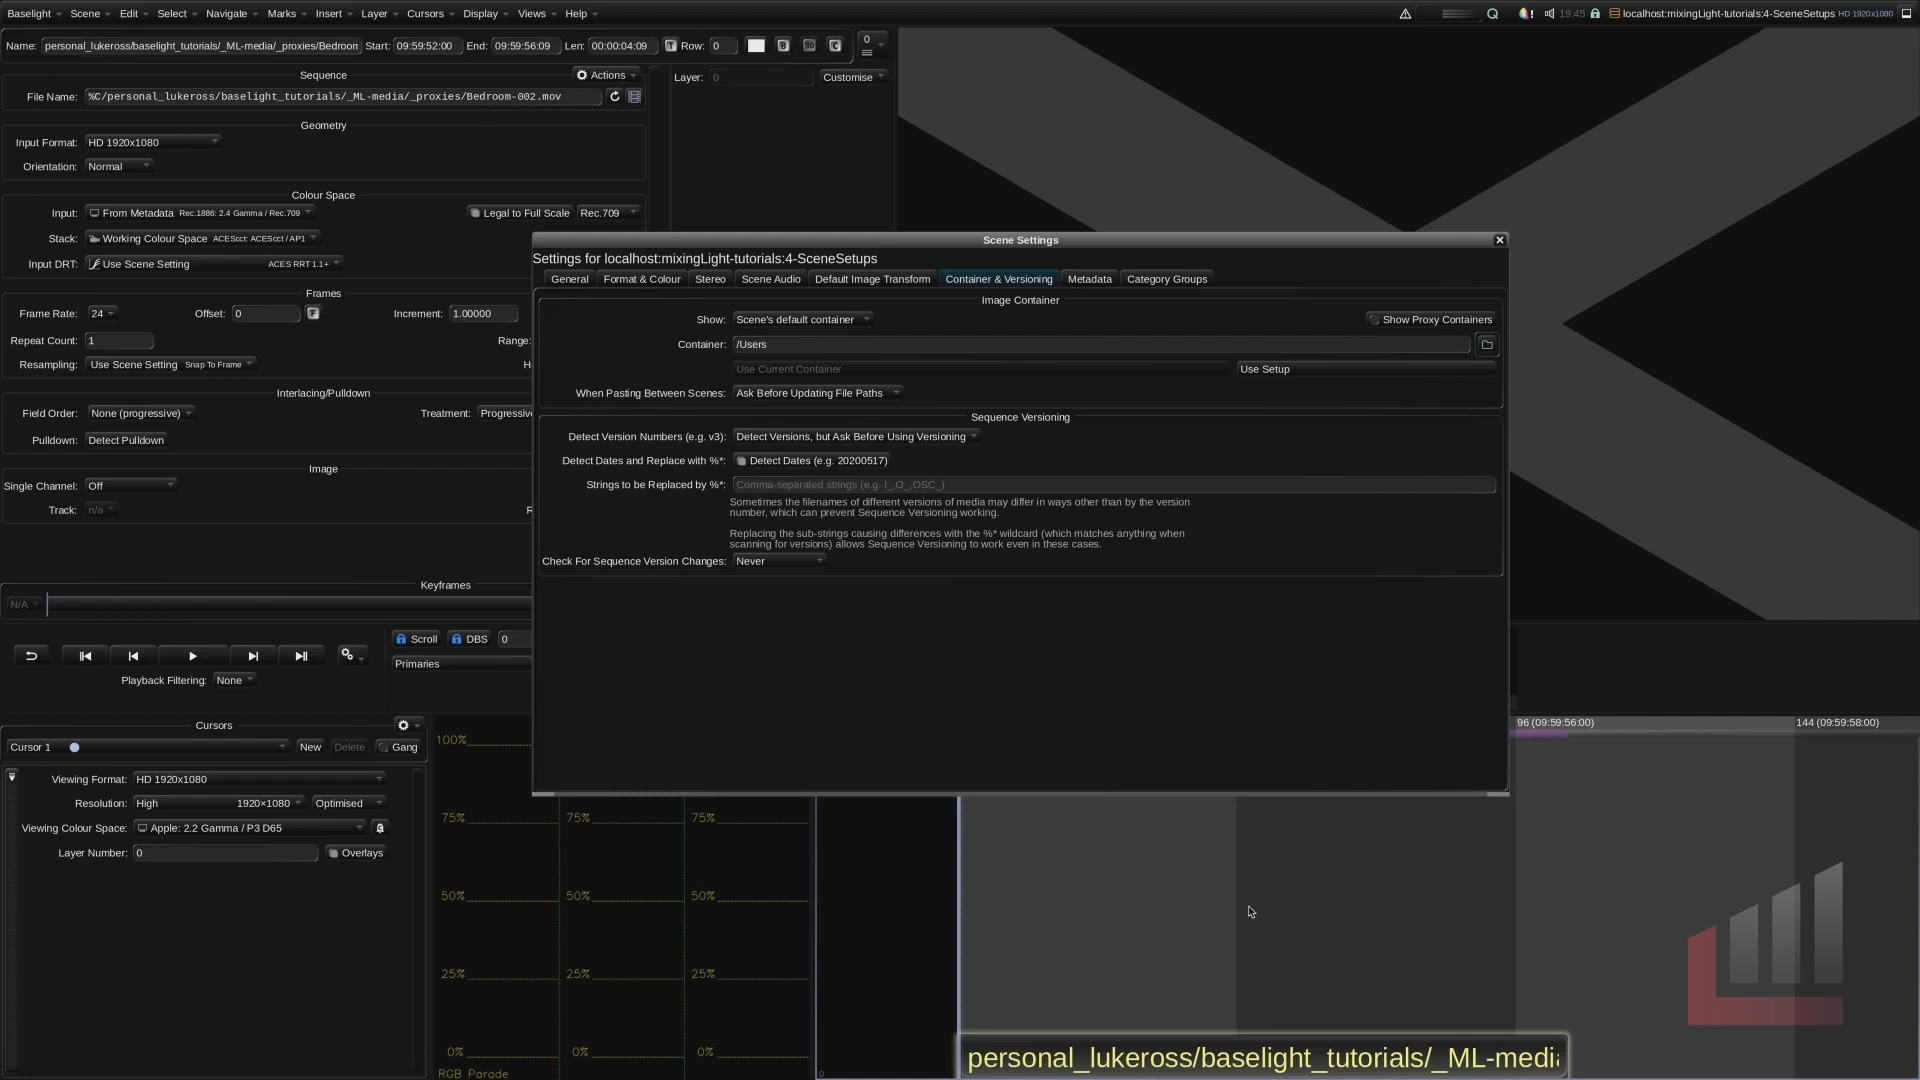 Baselight Scene Edit Select Navigate Marks Insert Layer Cursors Display Views Help 19:45 localhost:mixingLight-tutorials:4-SceneSetups HD 1920x1080
Name: personal_lukeross/baselight_tutorials/_ML-media/_proxies/Bedroon Start: 09:59:52:00 End: 09:59:56:09 Len: 00:00:04:09 T Row: 0 B 3D C 0
Sequence Actions
Layer: 0 Customise
File Name: %C/personal_lukeross/baselight_tutorials/_ML-media/_proxies/Bedroom-002.mov
Geometry
Input Format: HD 1920x1080
Orientation: Normal
Colour Space
Input: From Metadata Rec.1886: 2.4 Gamma / Rec.709 Legal to Full Scale Rec.709
Stack: Working Colour Space ACEScct: ACEScct / AP1
Input DRT: Use Scene Setting ACES RRT 1.1+
Frames
Frame Rate: 24 Offset: 0 F Increment: 1.00000
Repeat Count: 1 Range:
Resampling: Use Scene Setting Snap To Frame H
Interlacing/Pulldown
Field Order: None (progressive) Treatment: Progressive
Pulldown: Detect Pulldown
Image
Single Channel: Off
Track: n/a R
Keyframes
N/A
Scroll DBS 0
Primaries
Playback Filtering: None
Cursors
Cursor 1 New Delete Gang
Viewing Format: HD 1920x1080
Resolution: High 1920×1080 Optimised
Viewing Colour Space: Apple: 2.2 Gamma / P3 D65
Layer Number: 0 Overlays
Scene Settings
Settings for localhost:mixingLight-tutorials:4-SceneSetups
General Format & Colour Stereo Scene Audio Default Image Transform Container & Versioning Metadata Category Groups
Image Container
Show: Scene's default container Show Proxy Containers
Container: /Users
Use Current Container Use Setup
When Pasting Between Scenes: Ask Before Updating File Paths
Sequence Versioning
Detect Version Numbers (e.g. v3): Detect Versions, but Ask Before Using Versioning
Detect Dates and Replace with %*: Detect Dates (e.g. 20200517)
Strings to be Replaced by %*: Comma-separated strings (e.g. I_,O_,OSC_)
Sometimes the filenames of different versions of media may differ in ways other than by the version
number, which can prevent Sequence Versioning working.
Replacing the sub-strings causing differences with the %* wildcard (which matches anything when
scanning for versions) allows Sequence Versioning to work even in these cases.
Check For Sequence Version Changes: Never
96 (09:59:56:00) 144 (09:59:58:00)
100%
75% 75% 75%
50% 50% 50%
25% 25% 25%
0% 0% 0%
RGB Parade
0
personal_lukeross/baselight_tutorials/_ML-media